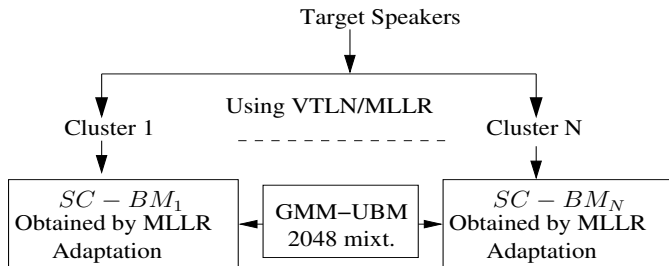 Target Speakers
Using VTLN/MLLR
Cluster 1
Cluster N
SC − BM₁
Obtained by MLLR
Adaptation
GMM−UBM
2048 mixt.
SC − BM_N
Obtained by MLLR
Adaptation